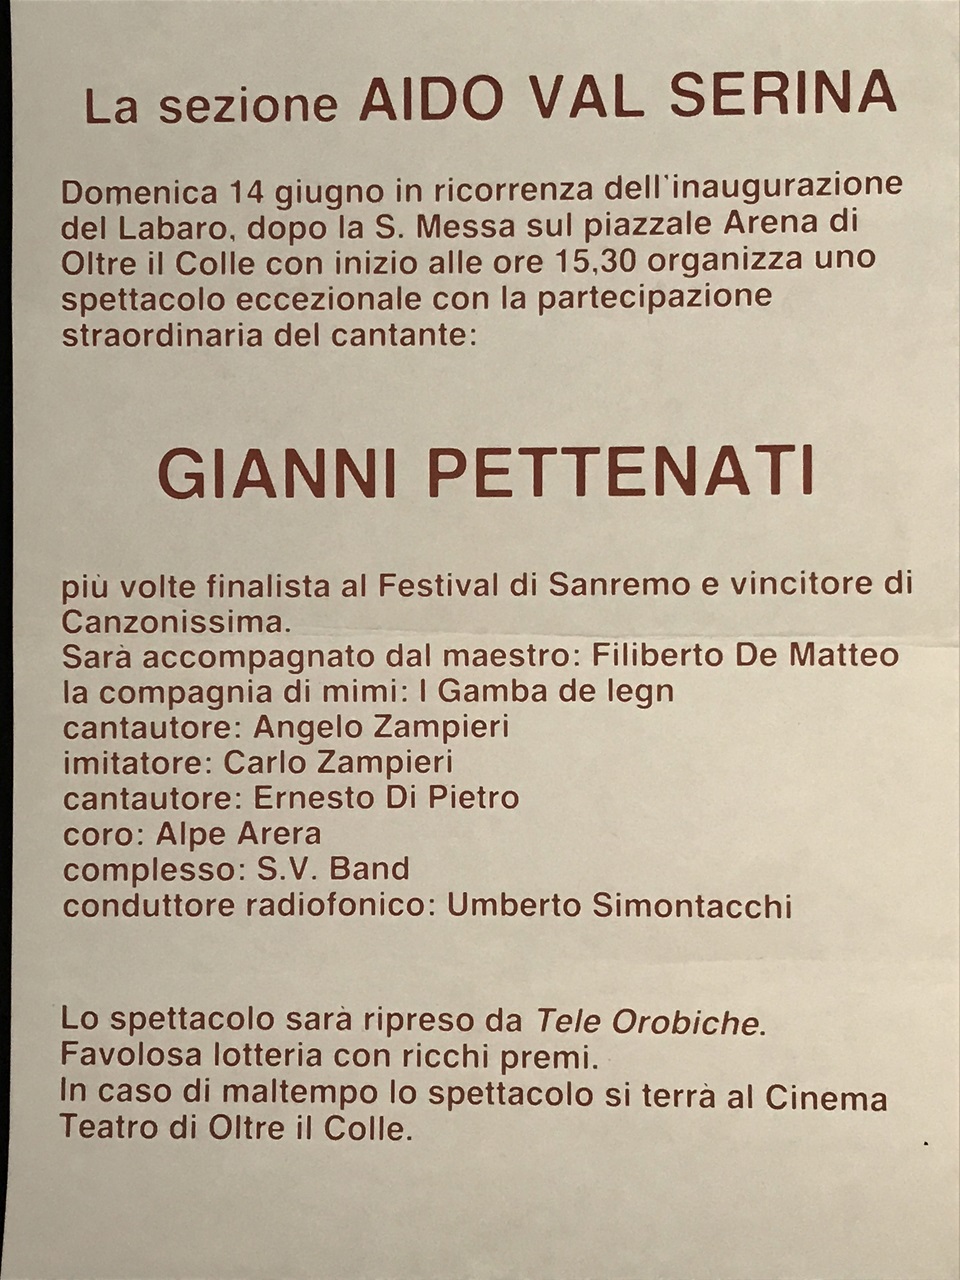 La sezione AIDO VAL SERINA
Domenica 14 giugno in ricorrenza dell'inaugurazione
del Labaro, dopo la S. Messa sul piazzale Arena di
Oltre il Colle con inizio alle ore 15,30 organizza uno
spettacolo eccezionale con la partecipazione
straordinaria del cantante:
GIANNI PETTENATI
più volte finalista al Festival di Sanremo e vincitore di
Canzonissima.
Sarà accompagnato dal maestro: Filiberto De Matteo
la compagnia di mimi: I Gamba de legn
cantautore: Angelo Zampieri
imitatore: Carlo Zampieri
cantautore: Ernesto Di Pietro
coro: Alpe Arera
complesso: S.V. Band
conduttore radiofonico: Umberto Simontacchi
Lo spettacolo sarà ripreso da Tele Orobiche.
Favolosa lotteria con ricchi premi.
In caso di maltempo lo spettacolo si terrà al Cinema
Teatro di Oltre il Colle.